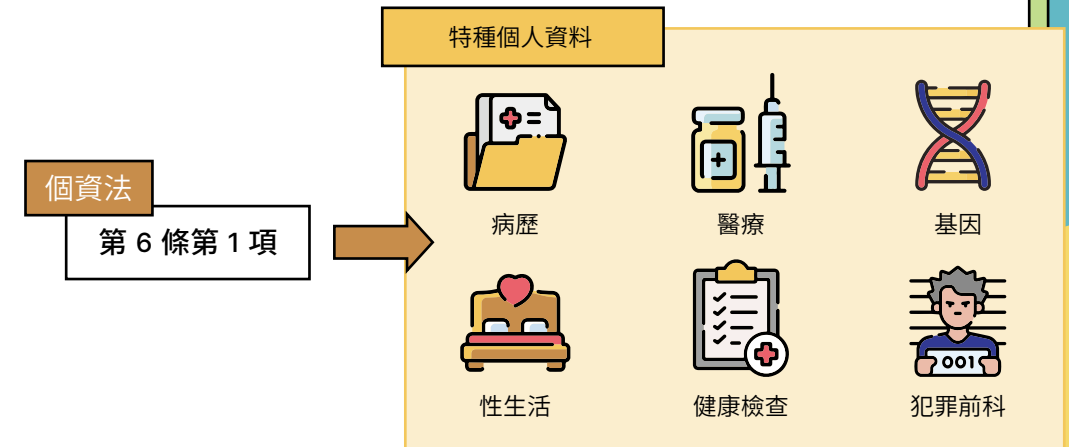 特種個人資料
個資法
第 6 條第 1 項
病歷
醫療
基因
性生活
健康檢查
犯罪前科
001